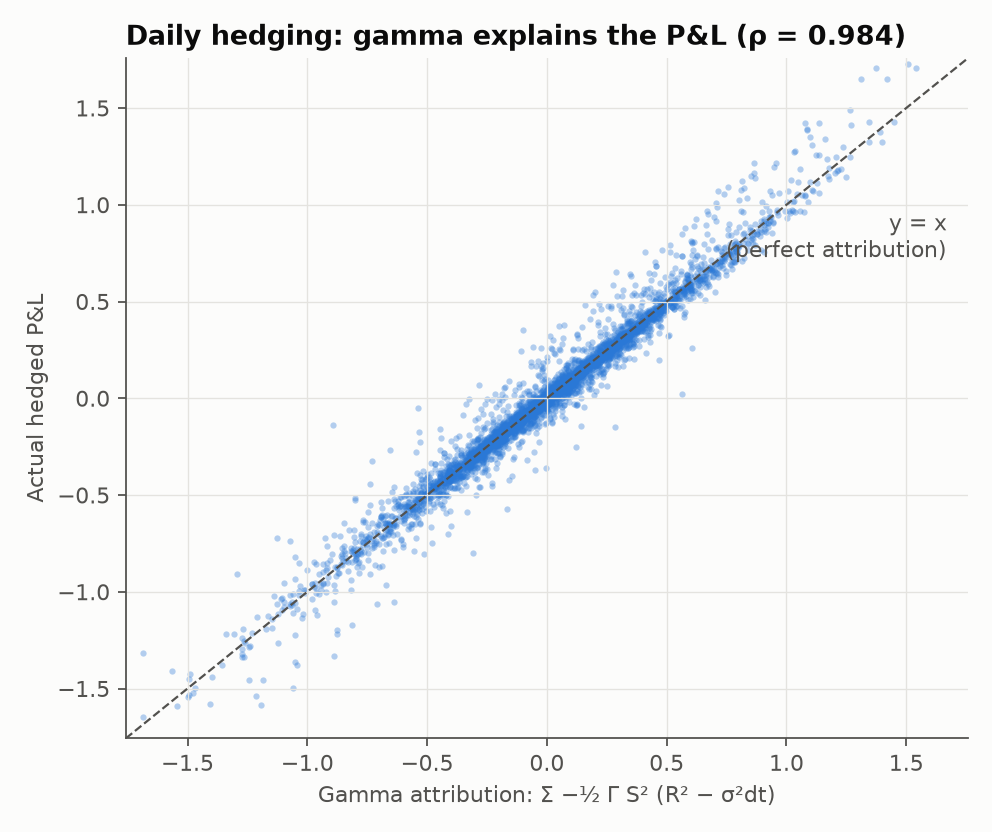 Daily hedging: gamma explains the P&L (ρ = 0.984)
Actual hedged P&L
1.5
1.0
0.5
0.0
−0.5
−1.0
−1.5
y = x
(perfect attribution)
−1.5 −1.0 −0.5 0.0 0.5 1.0 1.5
Gamma attribution: Σ −½ Γ S² (R² − σ²dt)